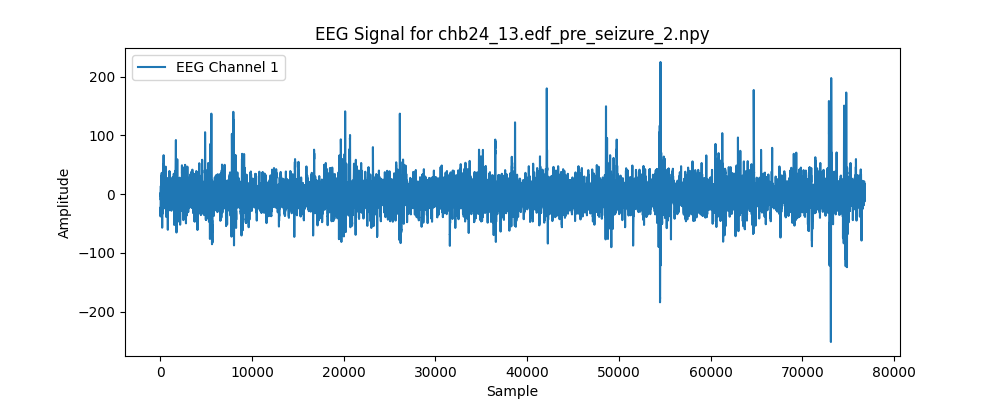 EEG Signal for chb24_13.edf_pre_seizure_2.npy
EEG Channel 1
200
100
0
−100
−200
Amplitude
0 10000 20000 30000 40000 50000 60000 70000 80000
Sample